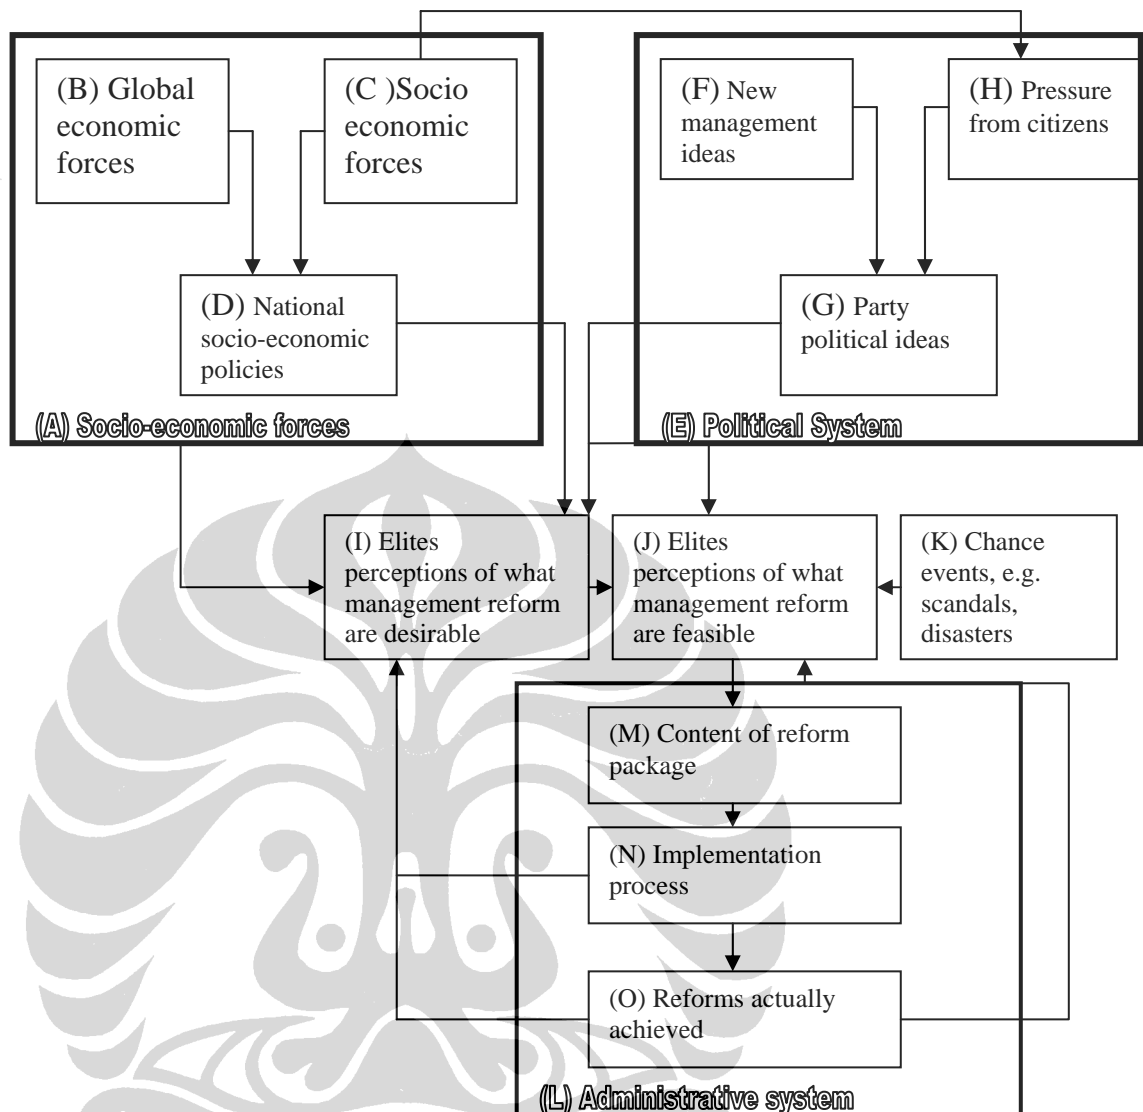 (B) Global
economic
forces
(C )Socio
economic
forces
(D) National
socio-economic
policies
(A) Socio-economic forces
(F) New
management
ideas
(H) Pressure
from citizens
(G) Party
political ideas
(E) Political System
(I) Elites
perceptions of what
management reform
are desirable
(J) Elites
perceptions of what
management reform
are feasible
(K) Chance
events, e.g.
scandals,
disasters
(M) Content of reform
package
(N) Implementation
process
(O) Reforms actually
achieved
(L) Administrative system